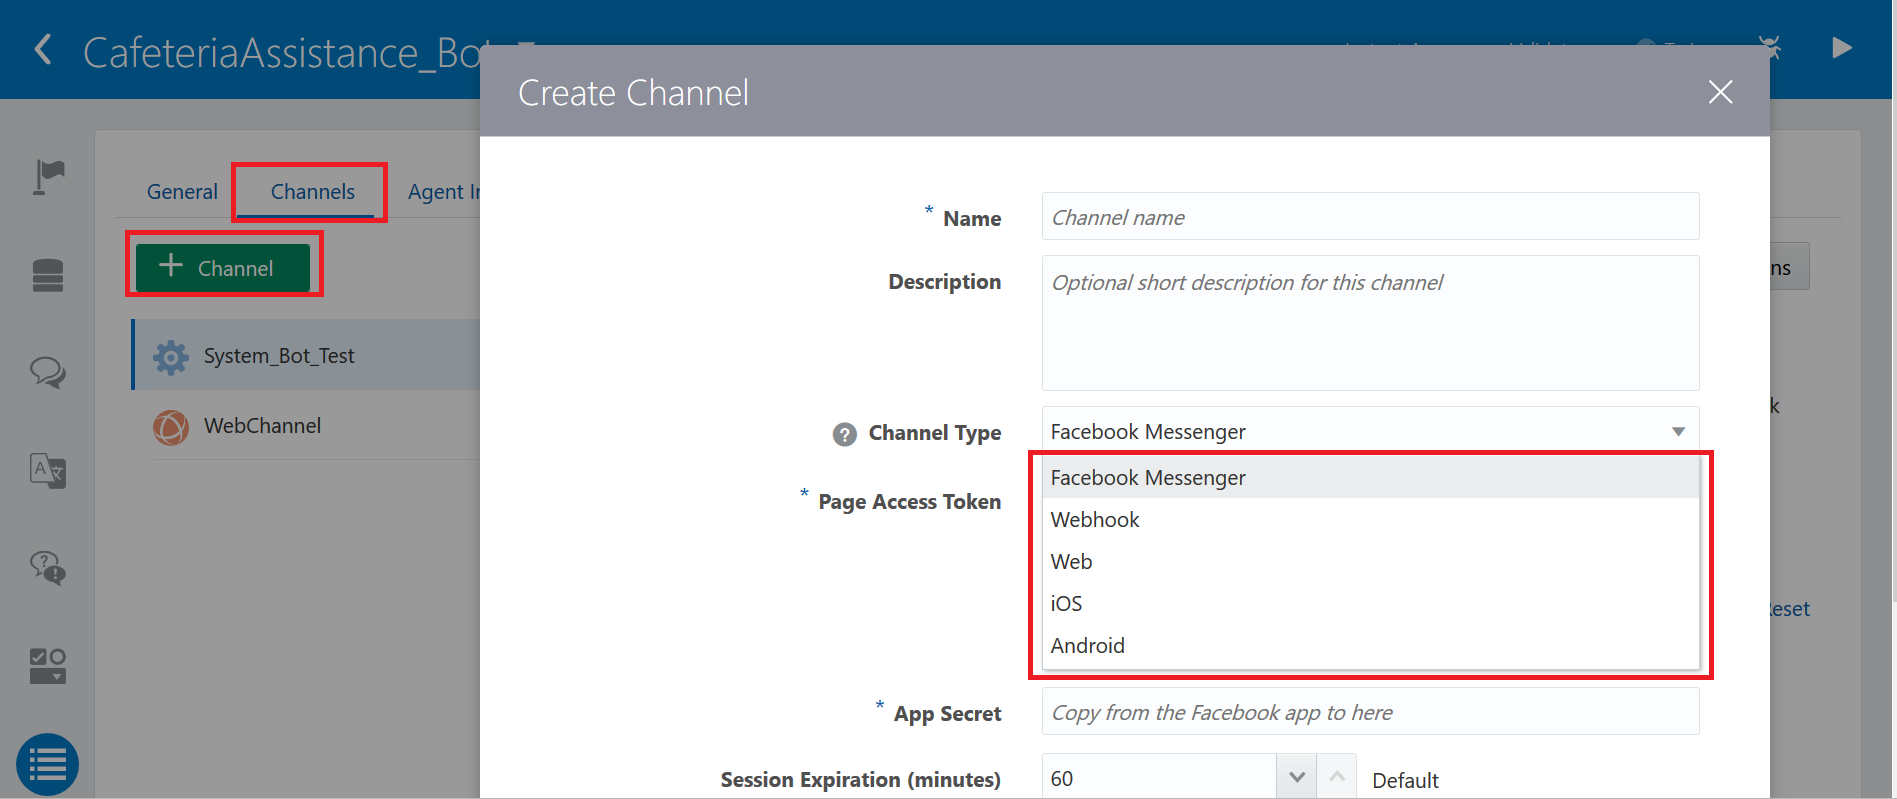 CafeteriaAssistance_Bo
Create Channel
General
Channels
Agent
+ Channel
System_Bot_Test
WebChannel
* Name
Channel name
Description
Optional short description for this channel
? Channel Type
Facebook Messenger
* Page Access Token
Facebook Messenger
Webhook
Web
iOS
Android
* App Secret
Copy from the Facebook app to here
Session Expiration (minutes)
60
Default
ns
k
eset